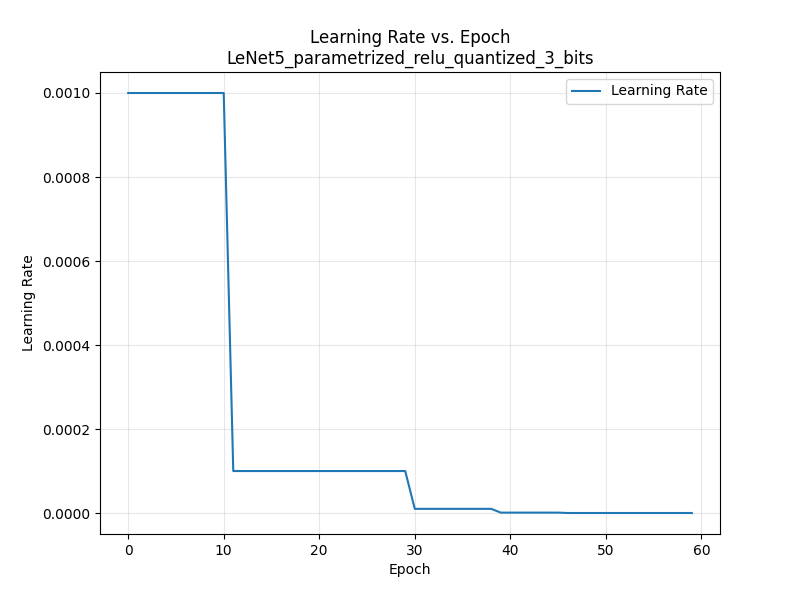 Learning Rate vs. Epoch
LeNet5_parametrized_relu_quantized_3_bits
Learning Rate
0.0010
0.0008
0.0006
0.0004
0.0002
0.0000
Learning Rate
0 10 20 30 40 50 60
Epoch